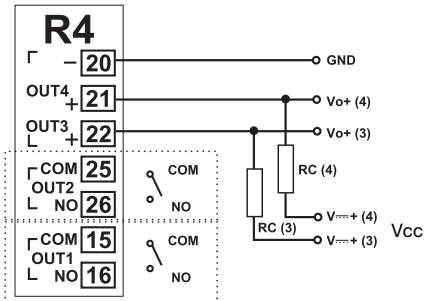 R4
− 20 GND
OUT4 + 21 Vo+ (4)
OUT3 + 22 Vo+ (3)
COM 25 COM
RC (4)
OUT2
NO 26 NO
V⎓+ (4)
RC (3)
Vcc
COM 15 COM
V⎓+ (3)
OUT1
NO 16 NO